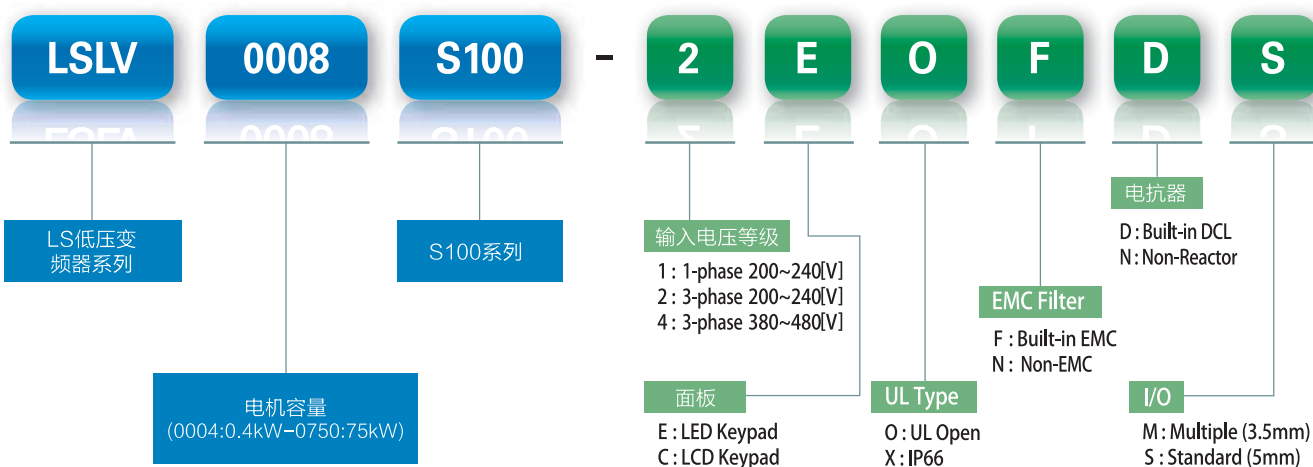 LSLV 0008 S100 - 2 E O F D S
LS低压变
频器系列
电机容量
(0004:0.4kW-0750:75kW)
S100系列
输入电压等级
1 : 1-phase 200~240[V]
2 : 3-phase 200~240[V]
4 : 3-phase 380~480[V]
面板
E : LED Keypad
C : LCD Keypad
UL Type
O : UL Open
X : IP66
EMC Filter
F : Built-in EMC
N : Non-EMC
电抗器
D : Built-in DCL
N : Non-Reactor
I/O
M : Multiple (3.5mm)
S : Standard (5mm)